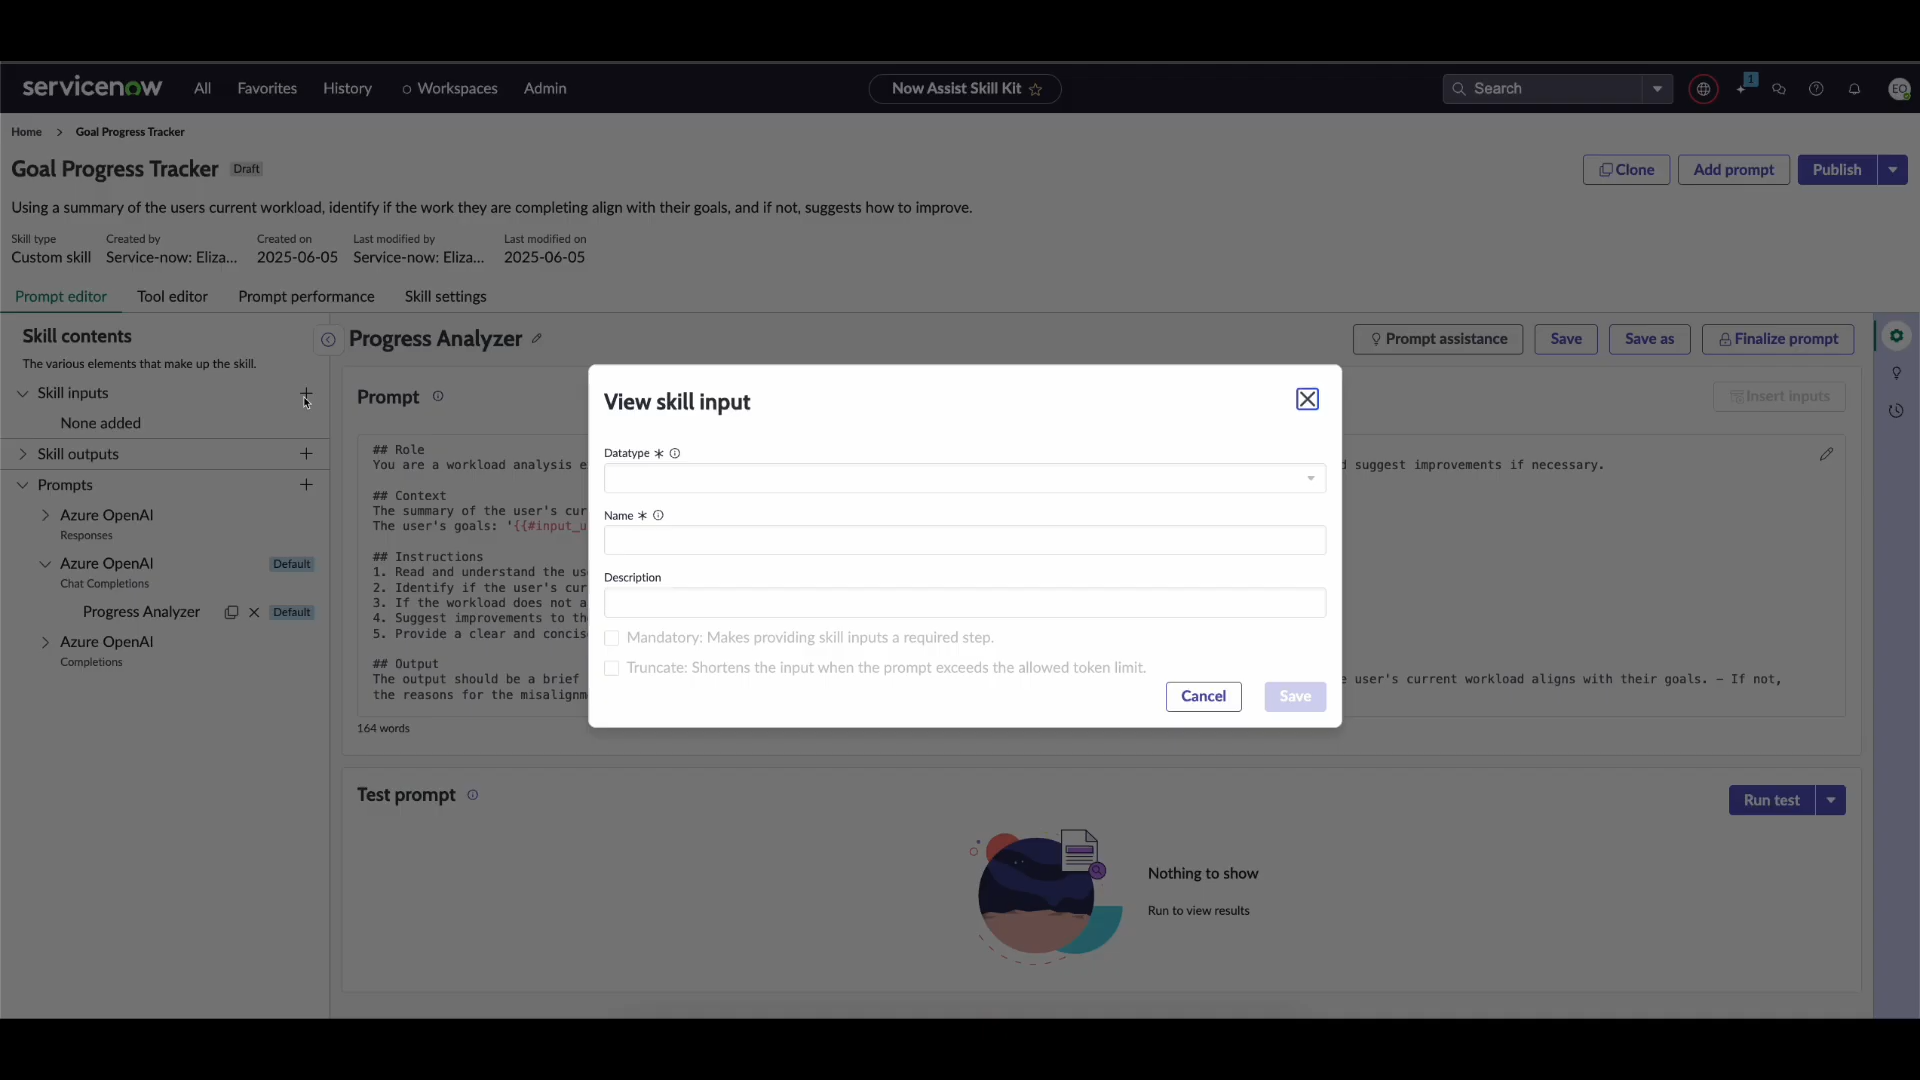 servicenow
All
Favorites
History
Workspaces
Admin
Now Assist Skill Kit
Search
1
EO
Home > Goal Progress Tracker
Goal Progress Tracker
Draft
Clone
Add prompt
Publish
Using a summary of the users current workload, identify if the work they are completing align with their goals, and if not, suggests how to improve.
Skill type
Created by
Created on
Last modified by
Last modified on
Custom skill
Service-now: Eliza...
2025-06-05
Service-now: Eliza...
2025-06-05
Prompt editor
Tool editor
Prompt performance
Skill settings
Skill contents
The various elements that make up the skill.
Skill inputs
None added
Skill outputs
Prompts
Azure OpenAI
Responses
Azure OpenAI
Default
Chat Completions
Progress Analyzer
Default
Azure OpenAI
Completions
Progress Analyzer
Prompt assistance
Save
Save as
Finalize prompt
Prompt
Insert inputs
## Role
You are a workload analysis e
d suggest improvements if necessary.
## Context
The summary of the user's cur
The user's goals: '{{#input_u
## Instructions
1. Read and understand the us
2. Identify if the user's cur
3. If the workload does not a
4. Suggest improvements to th
5. Provide a clear and concis
## Output
The output should be a brief
e user's current workload aligns with their goals. – If not,
the reasons for the misalignm
164 words
View skill input
Datatype *
Name *
Description
Mandatory: Makes providing skill inputs a required step.
Truncate: Shortens the input when the prompt exceeds the allowed token limit.
Cancel
Save
Test prompt
Run test
Nothing to show
Run to view results